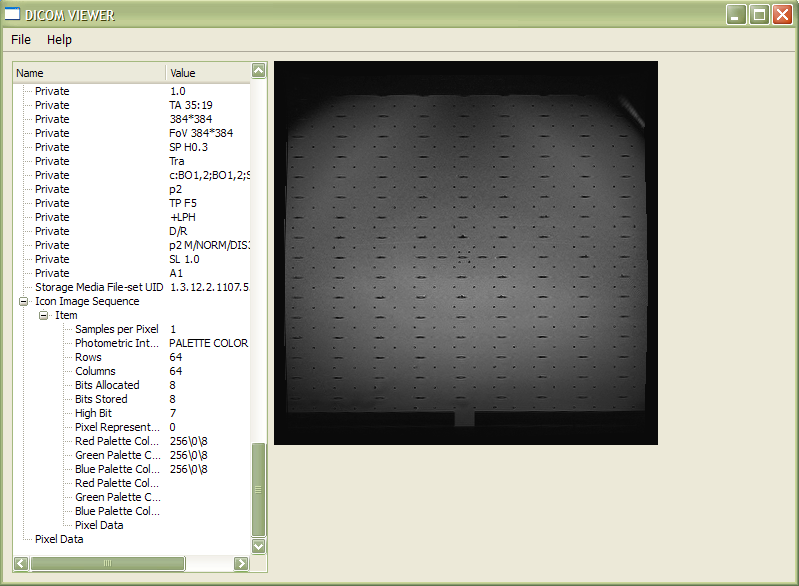 DICOM VIEWER
File Help
Name Value
Private 1.0
Private TA 35:19
Private 384*384
Private FoV 384*384
Private SP H0.3
Private Tra
Private c:BO1,2;BO1,2;S
Private p2
Private TP F5
Private +LPH
Private D/R
Private p2 M/NORM/DIS3
Private SL 1.0
Private A1
Storage Media File-set UID 1.3.12.2.1107.5
Icon Image Sequence
Item
Samples per Pixel 1
Photometric Int... PALETTE COLOR
Rows 64
Columns 64
Bits Allocated 8
Bits Stored 8
High Bit 7
Pixel Represent... 0
Red Palette Col... 256\0\8
Green Palette C... 256\0\8
Blue Palette Col... 256\0\8
Red Palette Col...
Green Palette C...
Blue Palette Col...
Pixel Data
Pixel Data